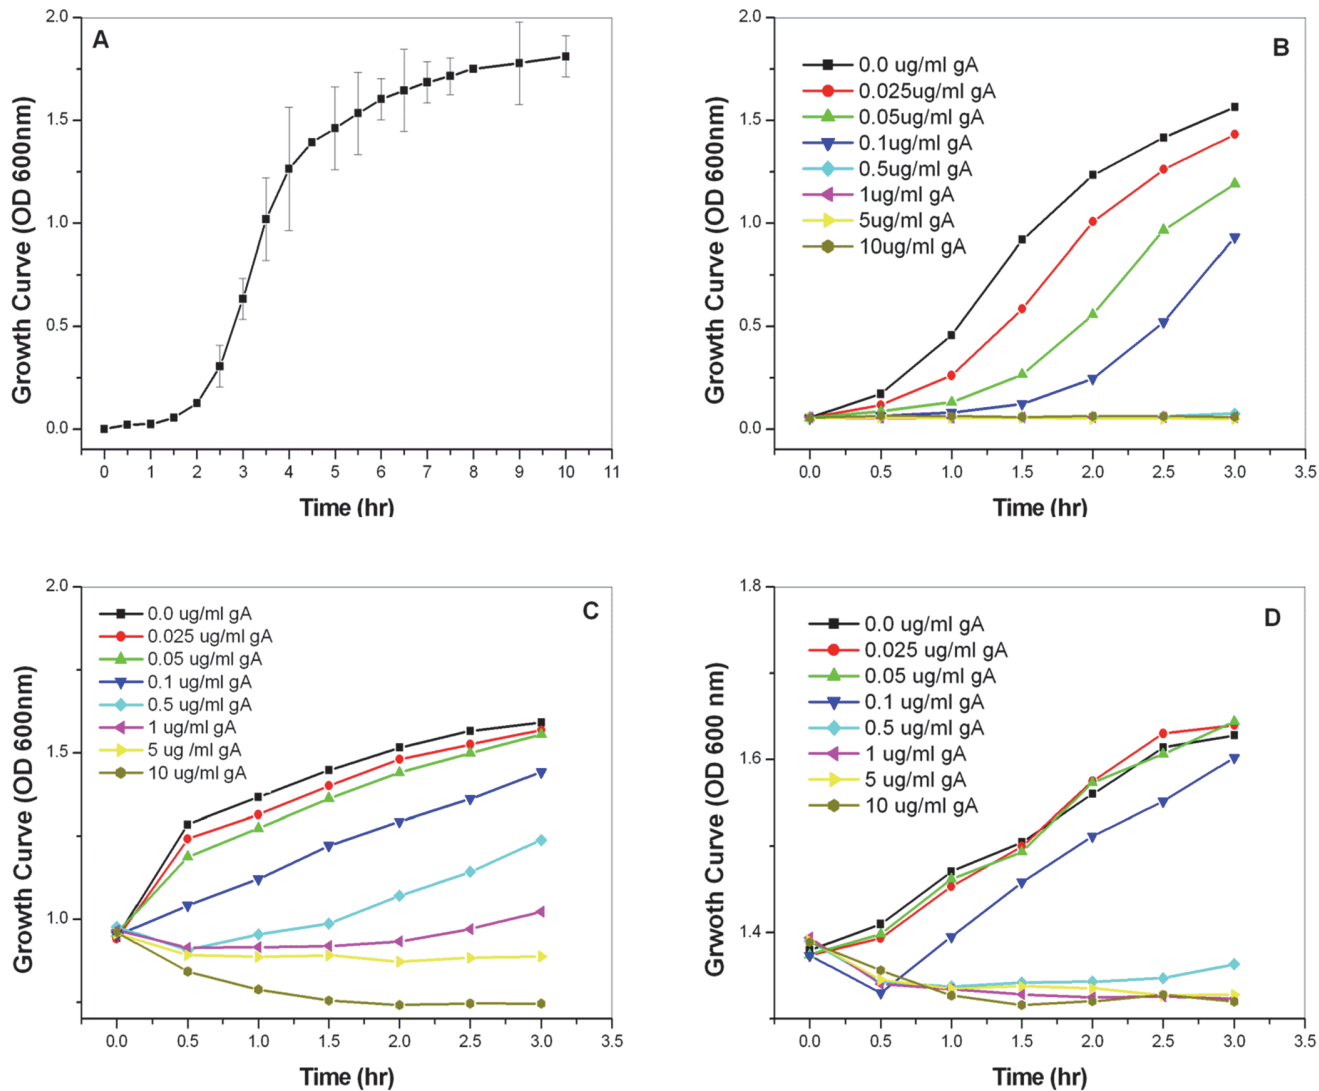 A
2.0
1.5
1.0
0.5
0.0
Growth Curve (OD 600nm)
0 1 2 3 4 5 6 7 8 9 10 11
Time (hr)
B
2.0
1.5
1.0
0.5
0.0
Growth Curve (OD 600nm)
0.0 ug/ml gA
0.025ug/ml gA
0.05ug/ml gA
0.1ug/ml gA
0.5ug/ml gA
1ug/ml gA
5ug/ml gA
10ug/ml gA
0.0 0.5 1.0 1.5 2.0 2.5 3.0 3.5
Time (hr)
C
2.0
1.5
1.0
Growth Curve (OD 600nm)
0.0 ug/ml gA
0.025 ug/ml gA
0.05 ug/ml gA
0.1 ug/ml gA
0.5 ug/ml gA
1 ug/ml gA
5 ug /ml gA
10 ug/ml gA
0.0 0.5 1.0 1.5 2.0 2.5 3.0 3.5
Time (hr)
D
1.8
1.6
1.4
Grwoth Curve (OD 600 nm)
0.0 ug/ml gA
0.025 ug/ml gA
0.05 ug/ml gA
0.1 ug/ml gA
0.5 ug/ml gA
1 ug/ml gA
5 ug/ml gA
10 ug/ml gA
0.0 0.5 1.0 1.5 2.0 2.5 3.0 3.5
Time (hr)